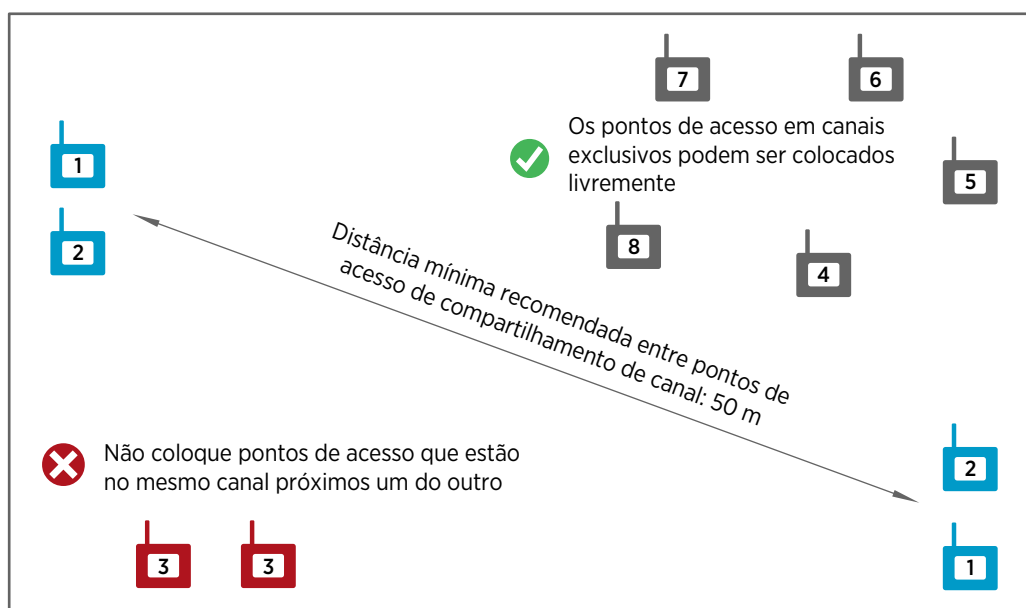 7
6
1
Os pontos de acesso em canais
exclusivos podem ser colocados
livremente
5
2
8
4
Distância mínima recomendada entre pontos de
acesso de compartilhamento de canal: 50 m
Não coloque pontos de acesso que estão
no mesmo canal próximos um do outro
2
3
3
1